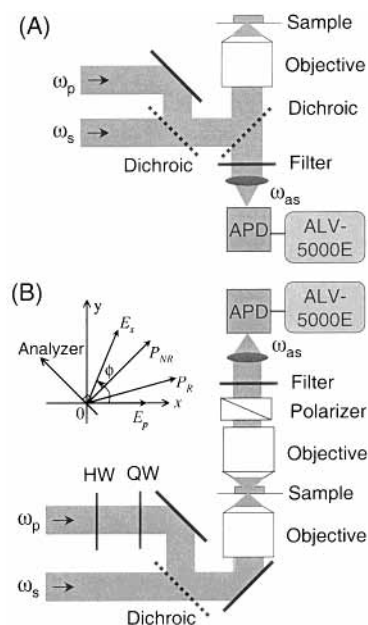 (A)
Sample
Objective
ωp
ωs
Dichroic
Dichroic
Filter
ωas
APD
ALV-
5000E
(B)
y
Es
Analyzer
PNR
ϕ
PR
0
Ep
x
APD
ALV-
5000E
ωas
Filter
Polarizer
Objective
HW
QW
Sample
ωp
Objective
ωs
Dichroic